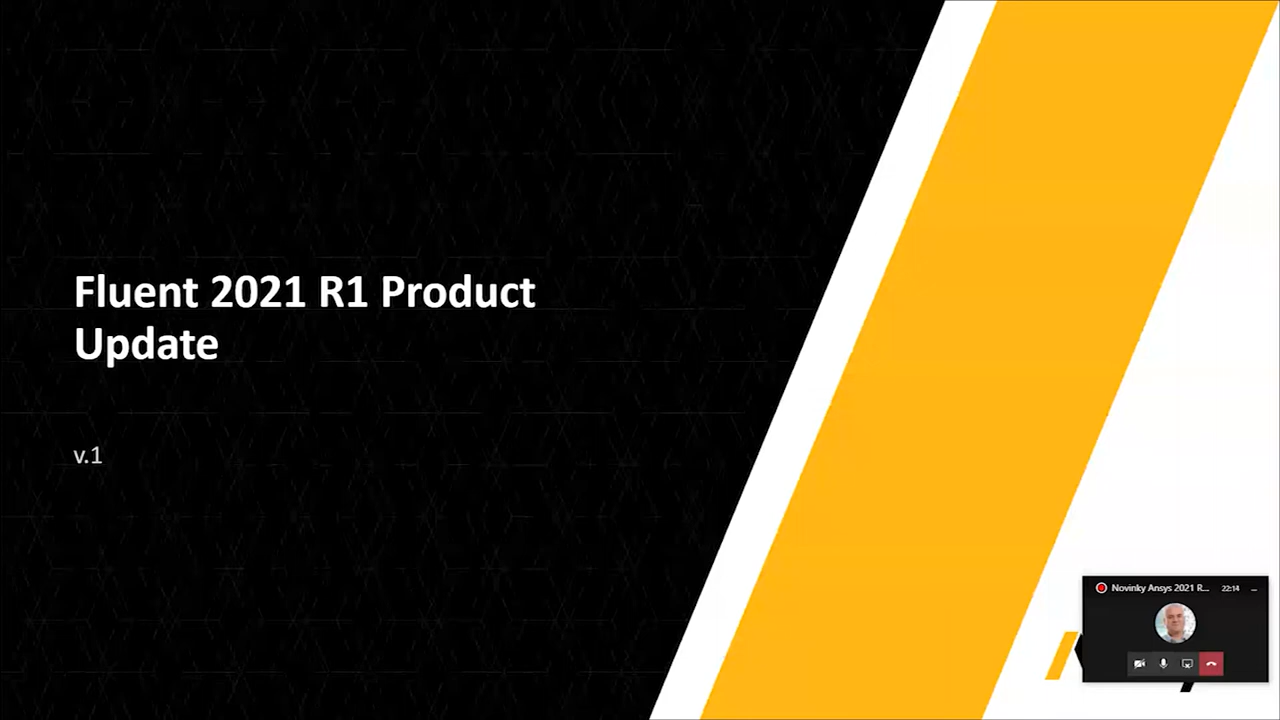 Fluent 2021 R1 Product
Update
v.1
Novinky Ansys 2021 R...
22:14